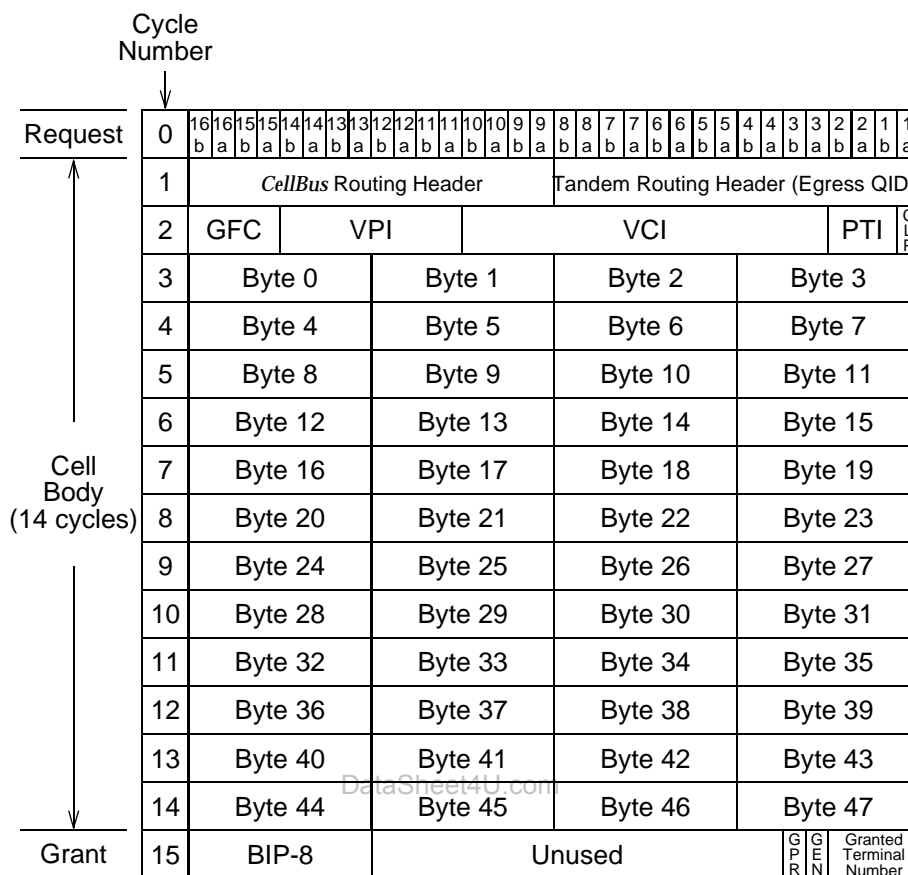 Cycle
Number
Request 0 16 b 16 a 15 b 15 a 14 b 14 a 13 b 13 a 12 b 12 a 11 b 11 a 10 b 10 a 9 b 9 a 8 b 8 a 7 b 7 a 6 b 6 a 5 b 5 a 4 b 4 a 3 b 3 a 2 b 2 a 1 b 1 a
1 CellBus Routing Header Tandem Routing Header (Egress QID
2 GFC VPI VCI PTI CLP
3 Byte 0 Byte 1 Byte 2 Byte 3
4 Byte 4 Byte 5 Byte 6 Byte 7
5 Byte 8 Byte 9 Byte 10 Byte 11
6 Byte 12 Byte 13 Byte 14 Byte 15
Cell
Body
(14 cycles)
7 Byte 16 Byte 17 Byte 18 Byte 19
8 Byte 20 Byte 21 Byte 22 Byte 23
9 Byte 24 Byte 25 Byte 26 Byte 27
10 Byte 28 Byte 29 Byte 30 Byte 31
11 Byte 32 Byte 33 Byte 34 Byte 35
12 Byte 36 Byte 37 Byte 38 Byte 39
13 Byte 40 Byte 41 Byte 42 Byte 43
DataSheet4U.com
14 Byte 44 Byte 45 Byte 46 Byte 47
Grant 15 BIP-8 Unused GPR GEN Granted Terminal Number